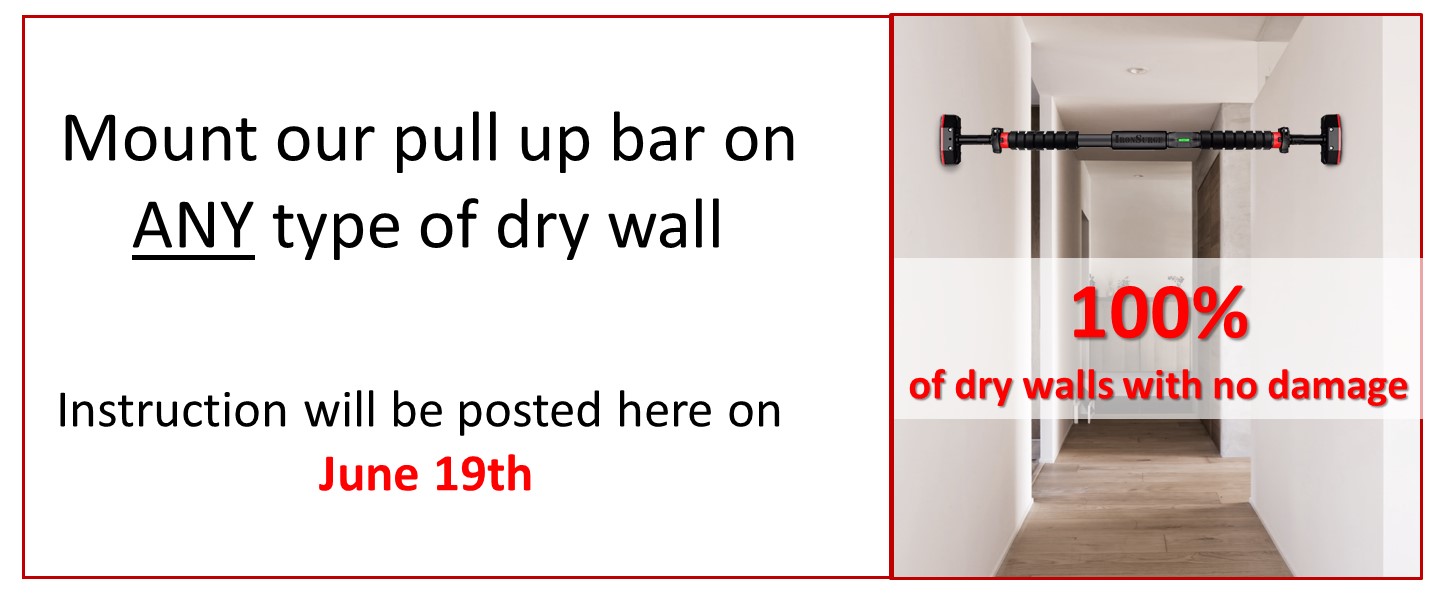 Mount our pull up bar on
ANY type of dry wall
Instruction will be posted here on
June 19th
IRONSURGE
100%
of dry walls with no damage